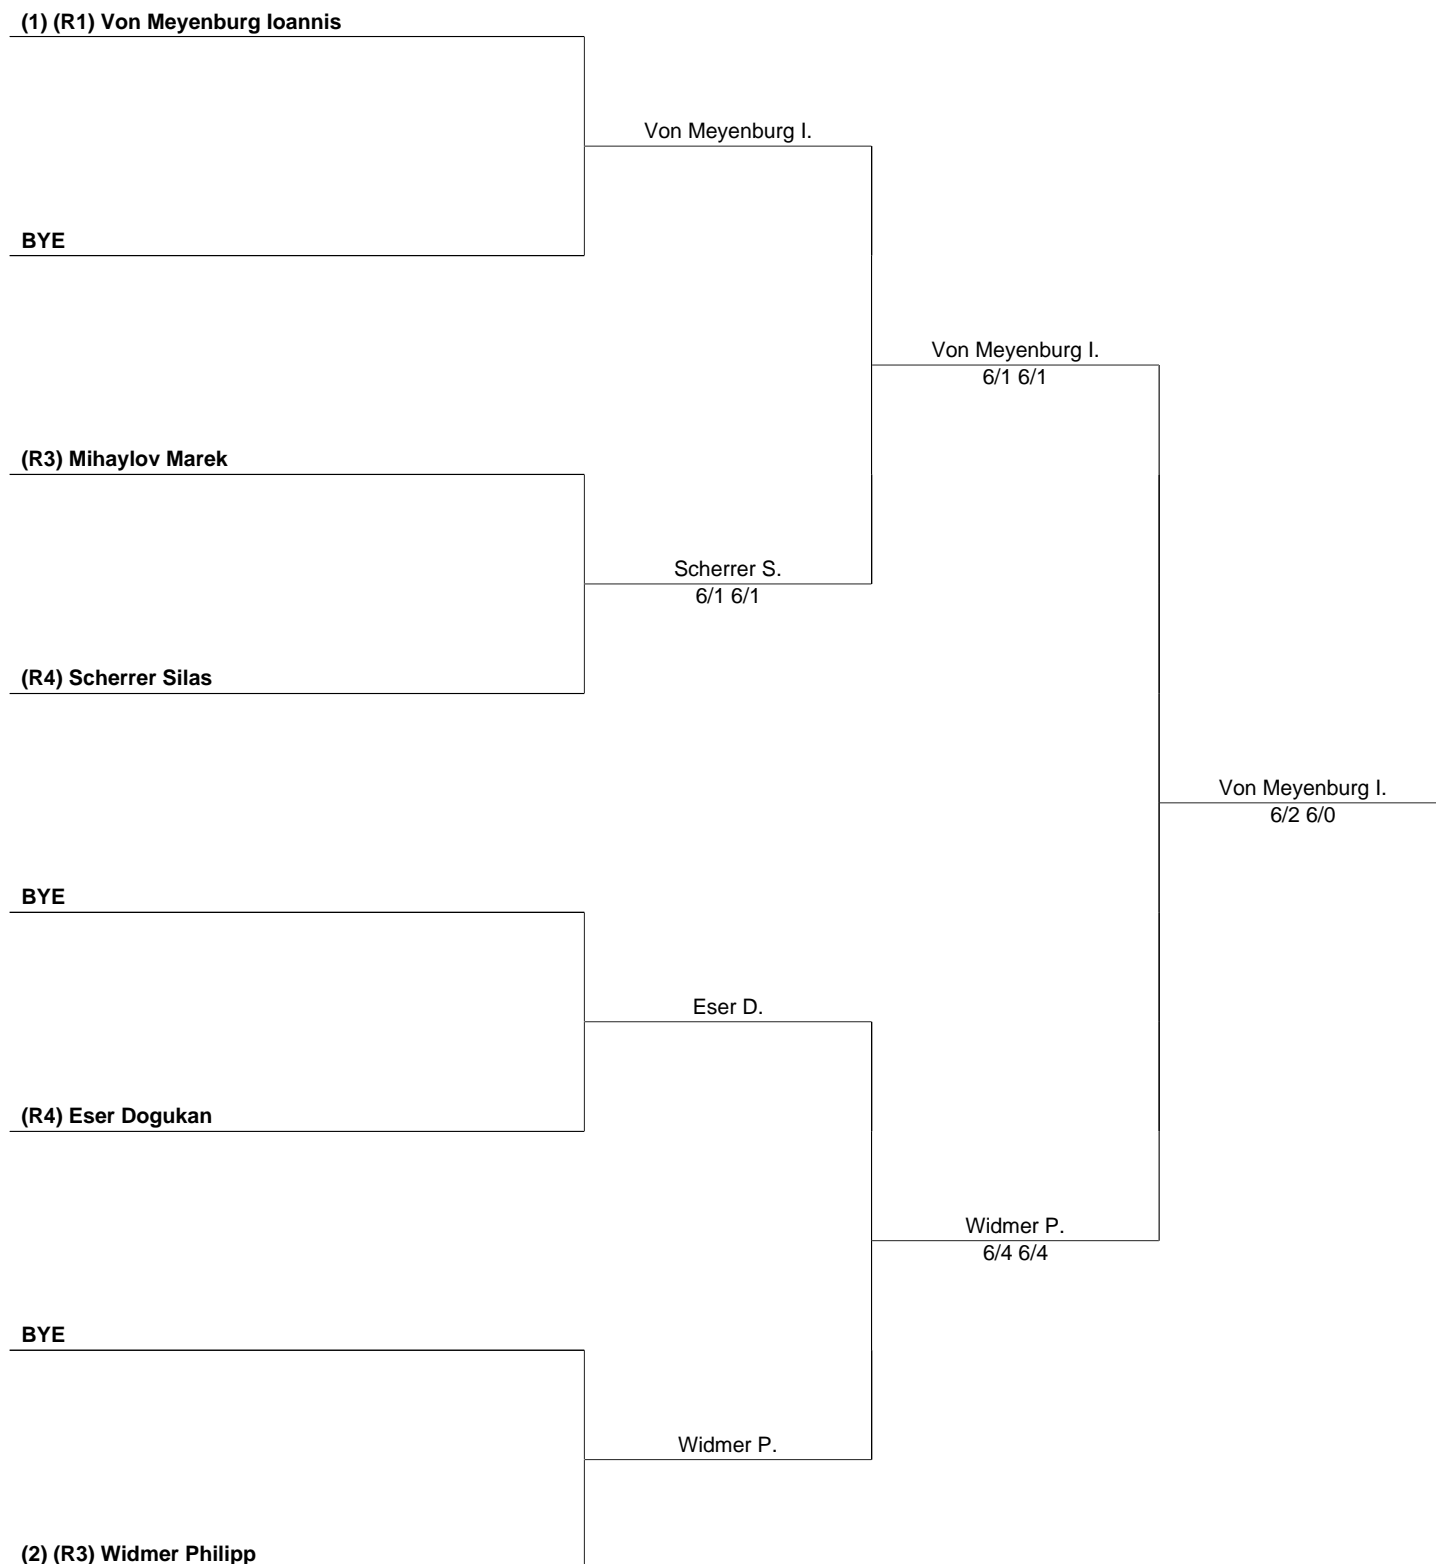 (1) (R1) Von Meyenburg Ioannis
Von Meyenburg I.
BYE
Von Meyenburg I.
6/1 6/1
(R3) Mihaylov Marek
Scherrer S.
6/1 6/1
(R4) Scherrer Silas
Von Meyenburg I.
6/2 6/0
BYE
Eser D.
(R4) Eser Dogukan
Widmer P.
6/4 6/4
BYE
Widmer P.
(2) (R3) Widmer Philipp